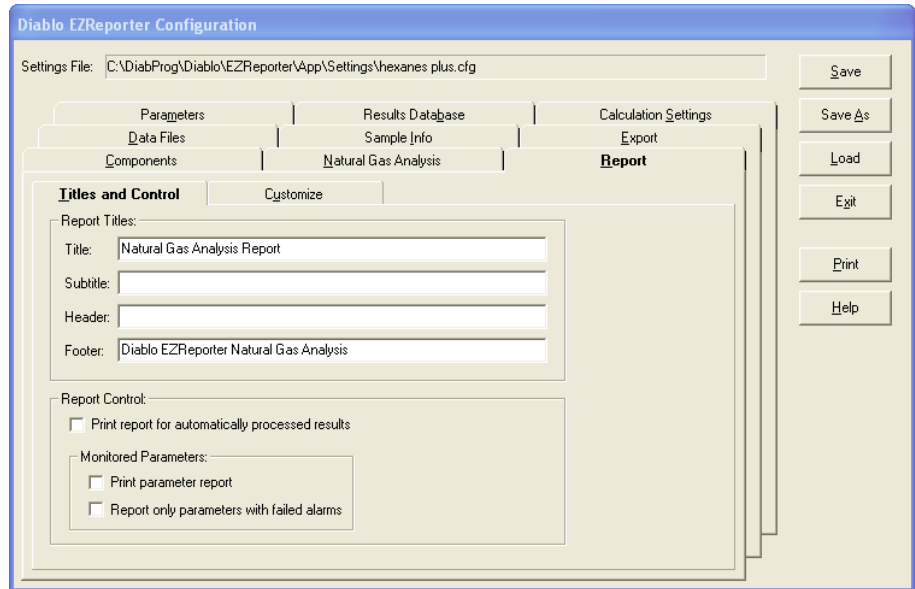 Diablo EZReporter Configuration
Settings File: C:\DiabProg\Diablo\EZReporter\App\Settings\hexanes plus.cfg
Save
Parameters Results Database Calculation Settings
Save As
Data Files Sample Info Export
Components Natural Gas Analysis Report
Load
Titles and Control Customize
Exit
Report Titles:
Title: Natural Gas Analysis Report
Print
Subtitle:
Help
Header:
Footer: Diablo EZReporter Natural Gas Analysis
Report Control:
Print report for automatically processed results
Monitored Parameters:
Print parameter report
Report only parameters with failed alarms